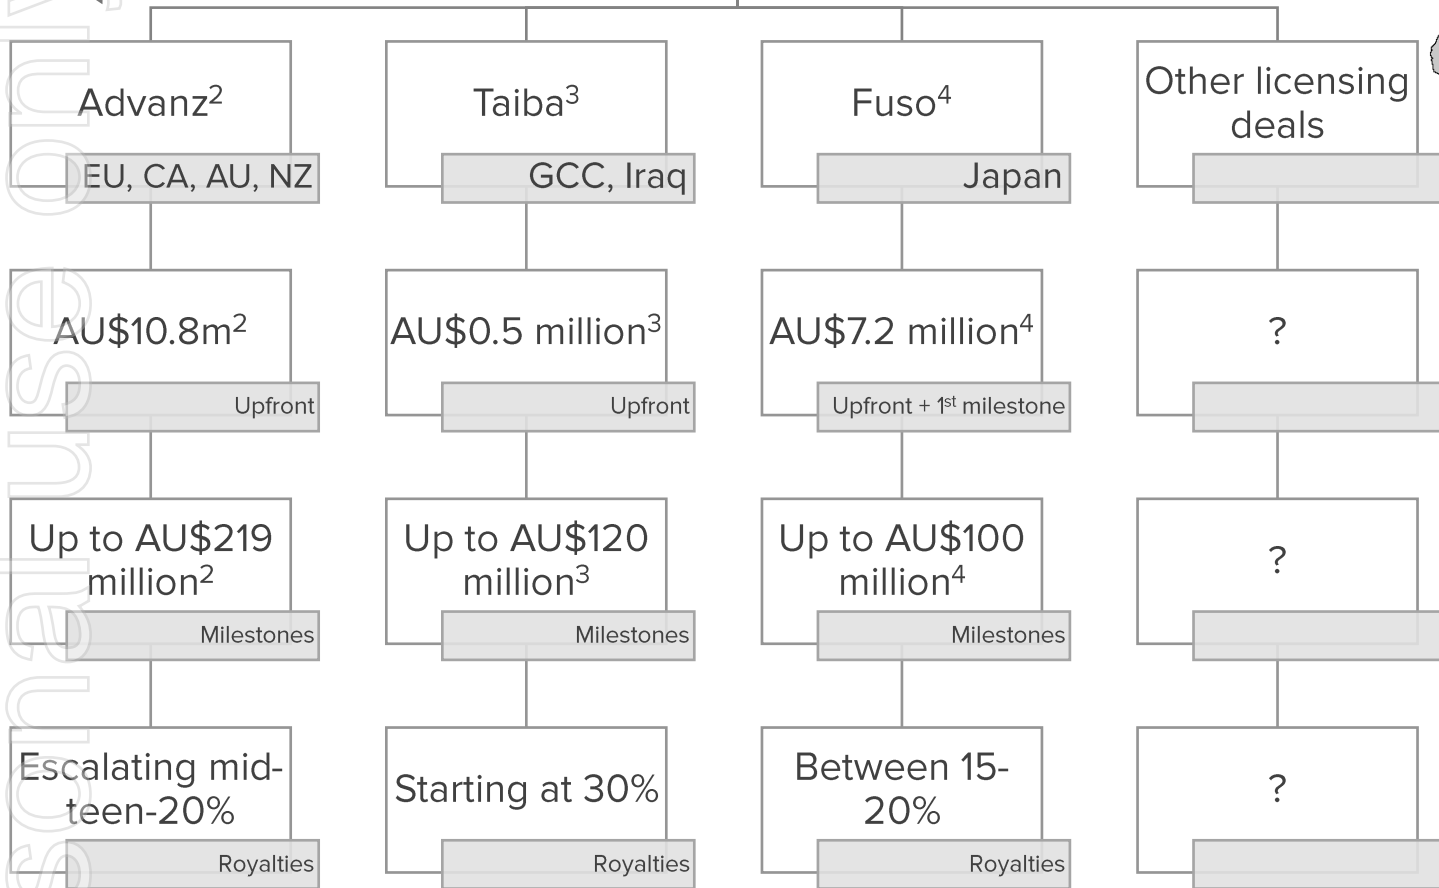 Advanz²
EU, CA, AU, NZ
AU$10.8m²
Upfront
Up to AU$219
million²
Milestones
Escalating mid-
teen-20%
Royalties
Taiba³
GCC, Iraq
AU$0.5 million³
Upfront
Up to AU$120
million³
Milestones
Starting at 30%
Royalties
Fuso⁴
Japan
AU$7.2 million⁴
Upfront + 1ˢᵗ milestone
Up to AU$100
million⁴
Milestones
Between 15-
20%
Royalties
Other licensing
deals
?
?
?
sonal use only